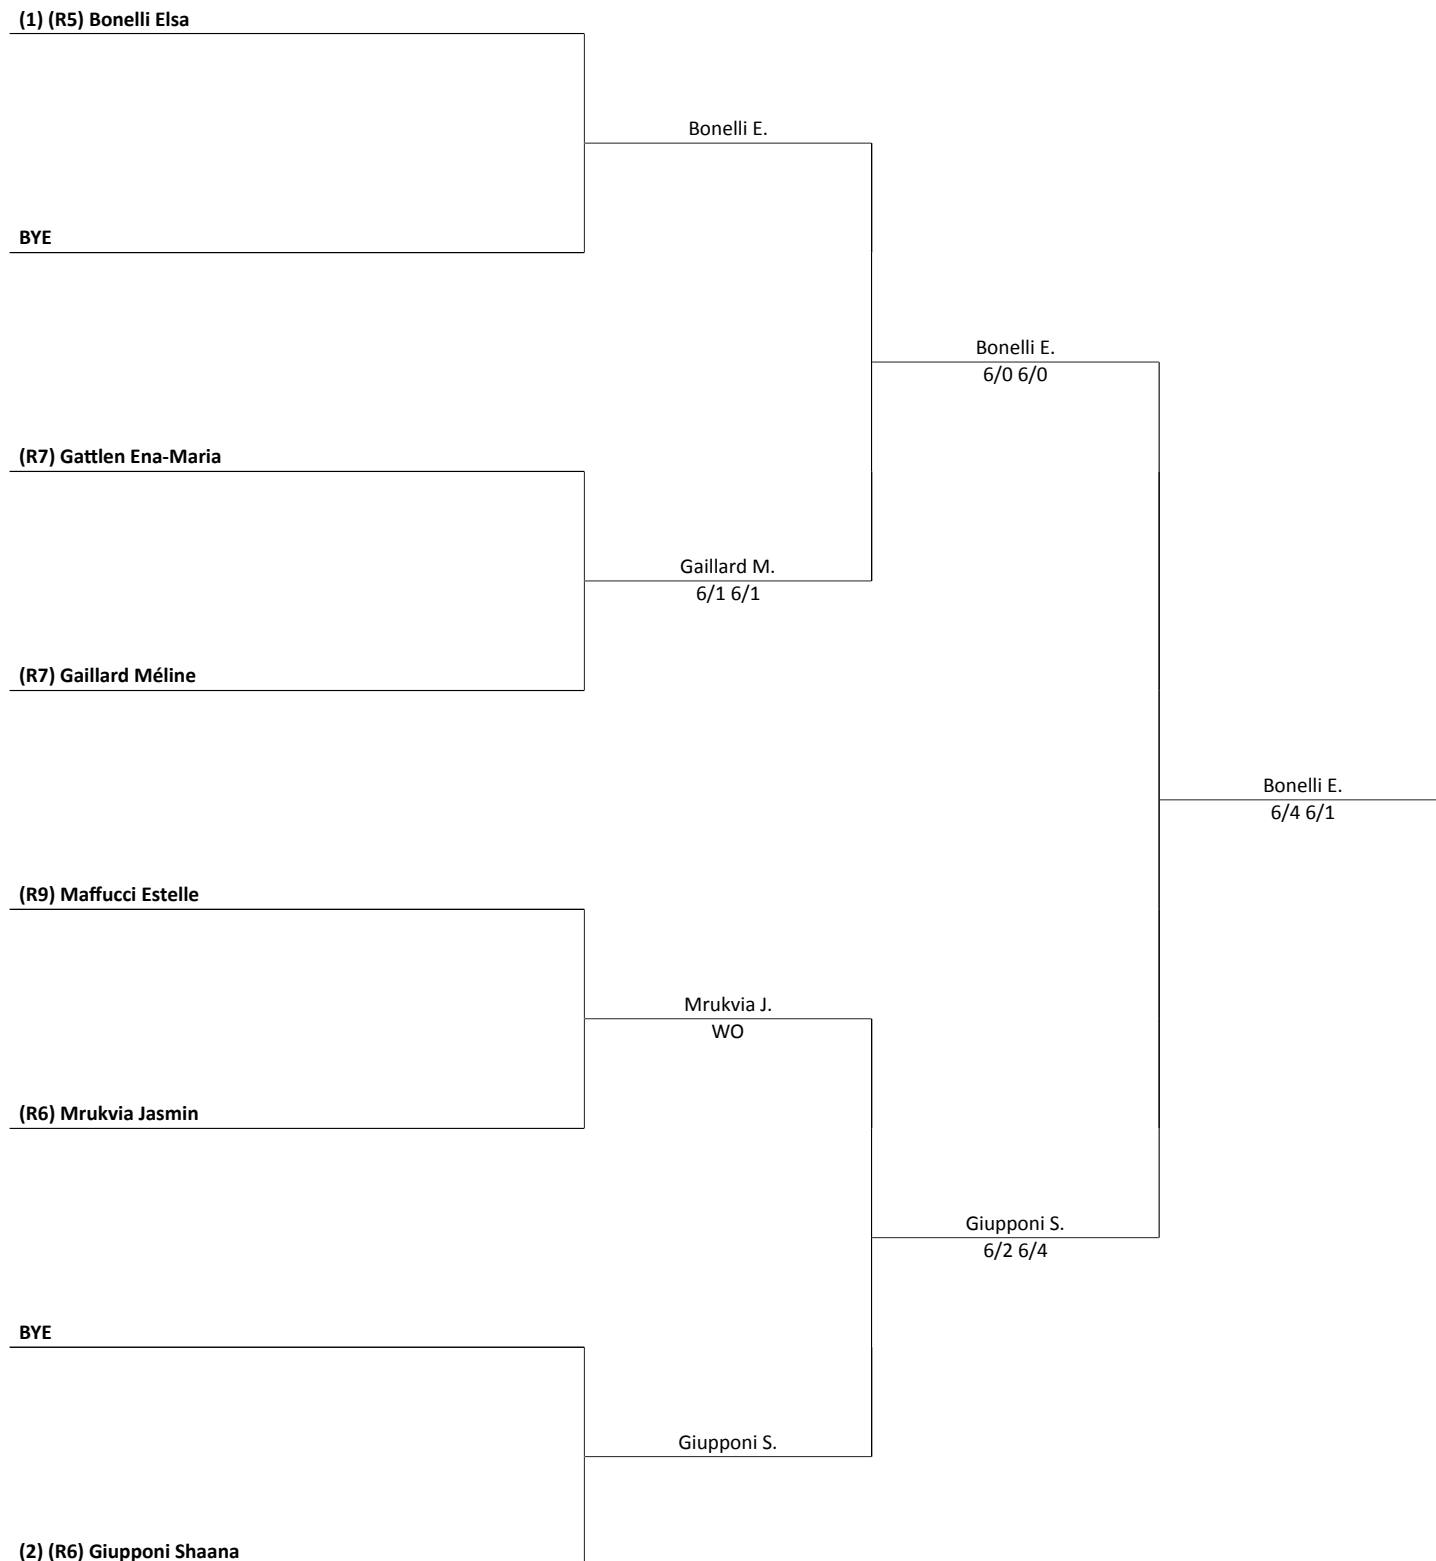 (1) (R5) Bonelli Elsa
Bonelli E.
BYE
Bonelli E.
6/0 6/0
(R7) Gattlen Ena-Maria
Gaillard M.
6/1 6/1
(R7) Gaillard Méline
Bonelli E.
6/4 6/1
(R9) Maffucci Estelle
Mrukvia J.
WO
(R6) Mrukvia Jasmin
Giupponi S.
6/2 6/4
BYE
Giupponi S.
(2) (R6) Giupponi Shaana